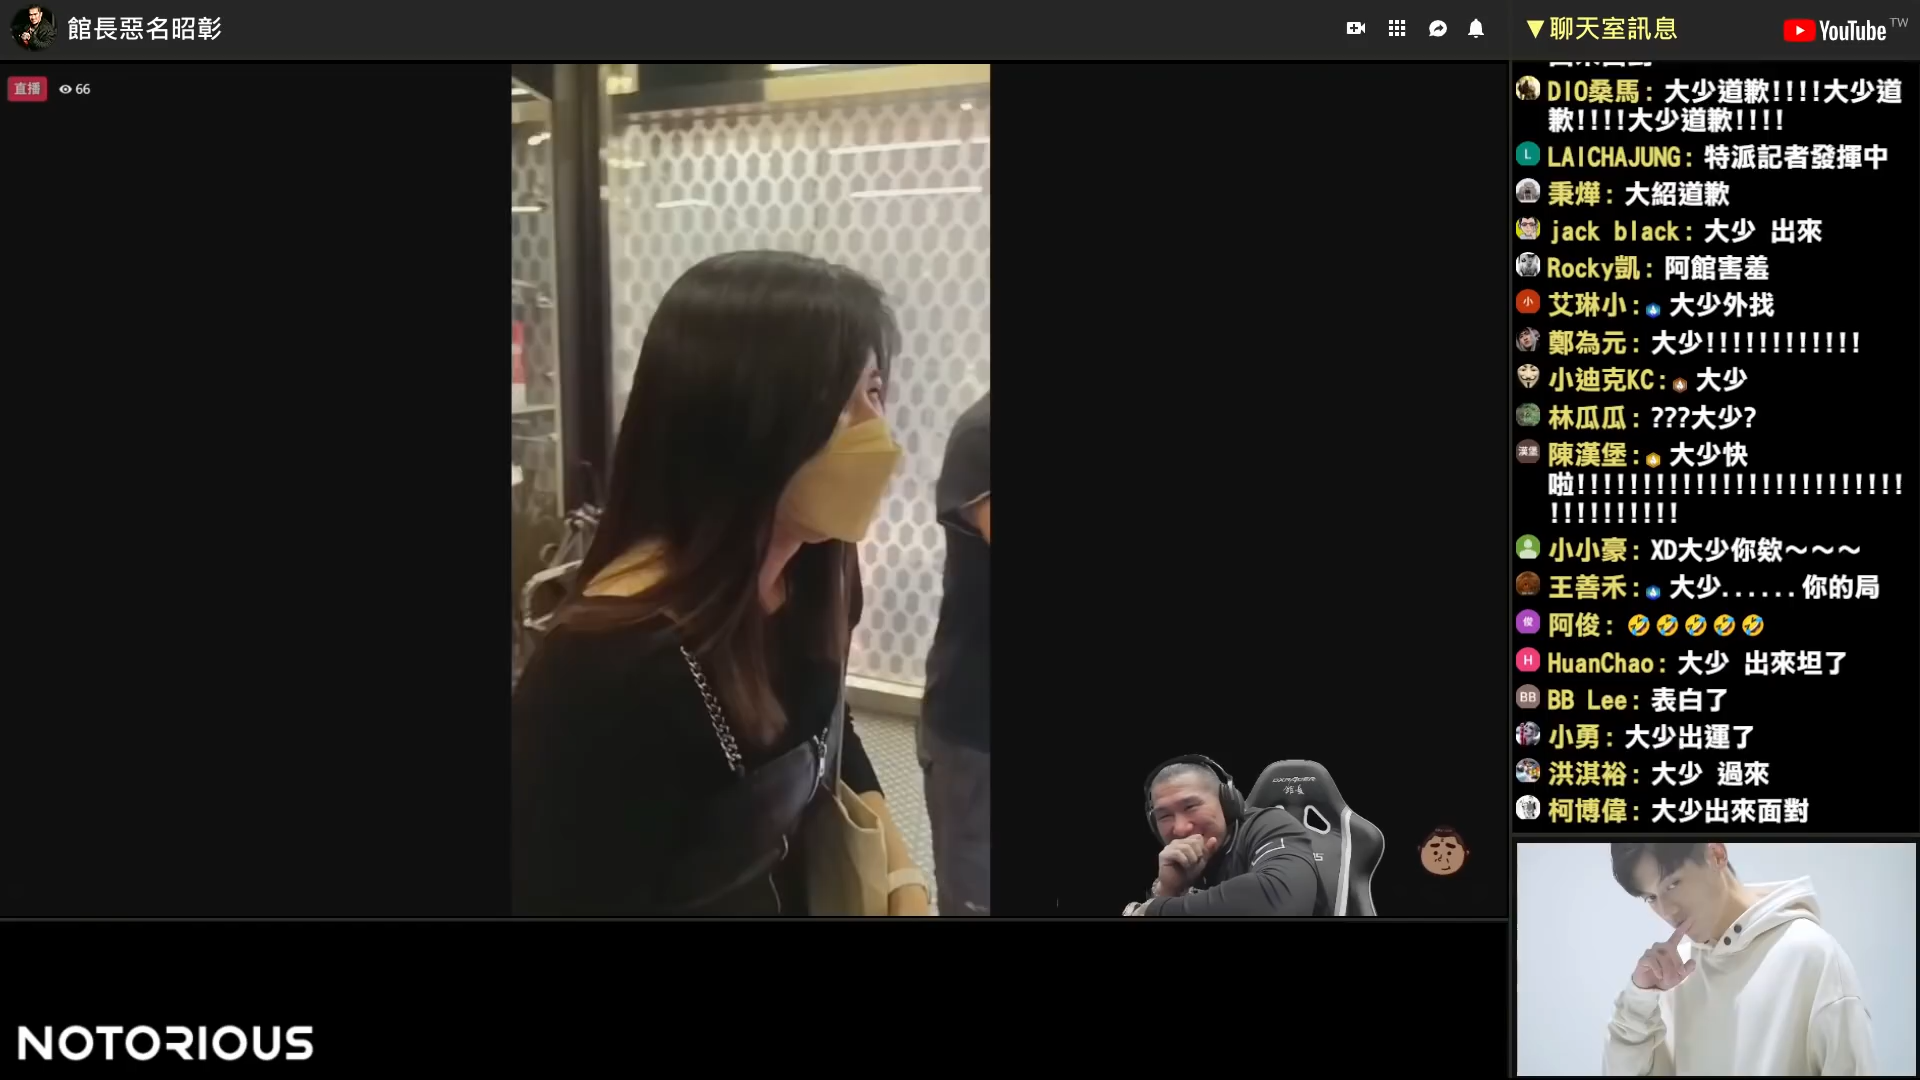 館長惡名昭彰
▼聊天室訊息
YouTube TW
直播 66
DIO桑馬: 大少道歉!!!!大少道
歉!!!!大少道歉!!!!
LAICHAJUNG: 特派記者發揮中
秉燁: 大紹道歉
jack black: 大少 出來
Rocky凱: 阿館害羞
艾琳小: 大少外找
鄭為元: 大少!!!!!!!!!!!!
小迪克KC: 大少
林瓜瓜: ???大少?
陳漢堡: 大少快
啦!!!!!!!!!!!!!!!!!!!!!!!!!
!!!!!!!!!!
小小豪: XD大少你欸～～～
王善禾: 大少......你的局
阿俊: 🤣🤣🤣🤣🤣
HuanChao: 大少 出來坦了
BB Lee: 表白了
小勇: 大少出運了
洪淇裕: 大少 過來
柯博偉: 大少出來面對
DXRACER
館長
NOTORIOUS